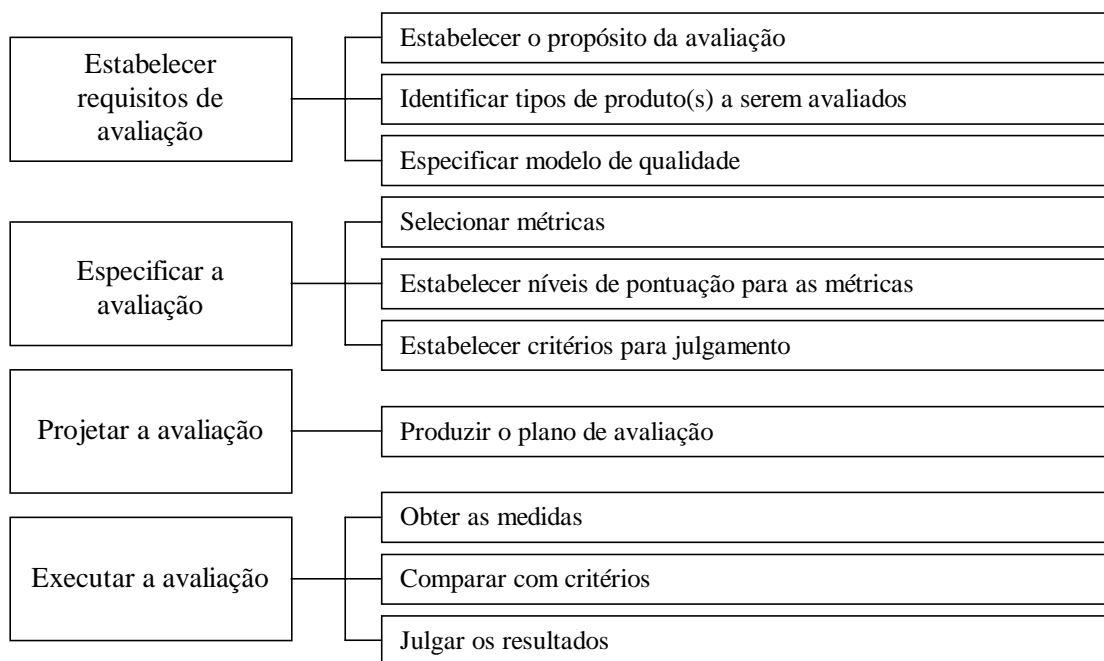 Estabelecer
requisitos de
avaliação
Estabelecer o propósito da avaliação
Identificar tipos de produto(s) a serem avaliados
Especificar modelo de qualidade
Especificar a
avaliação
Selecionar métricas
Estabelecer níveis de pontuação para as métricas
Estabelecer critérios para julgamento
Projetar a avaliação
Produzir o plano de avaliação
Executar a avaliação
Obter as medidas
Comparar com critérios
Julgar os resultados